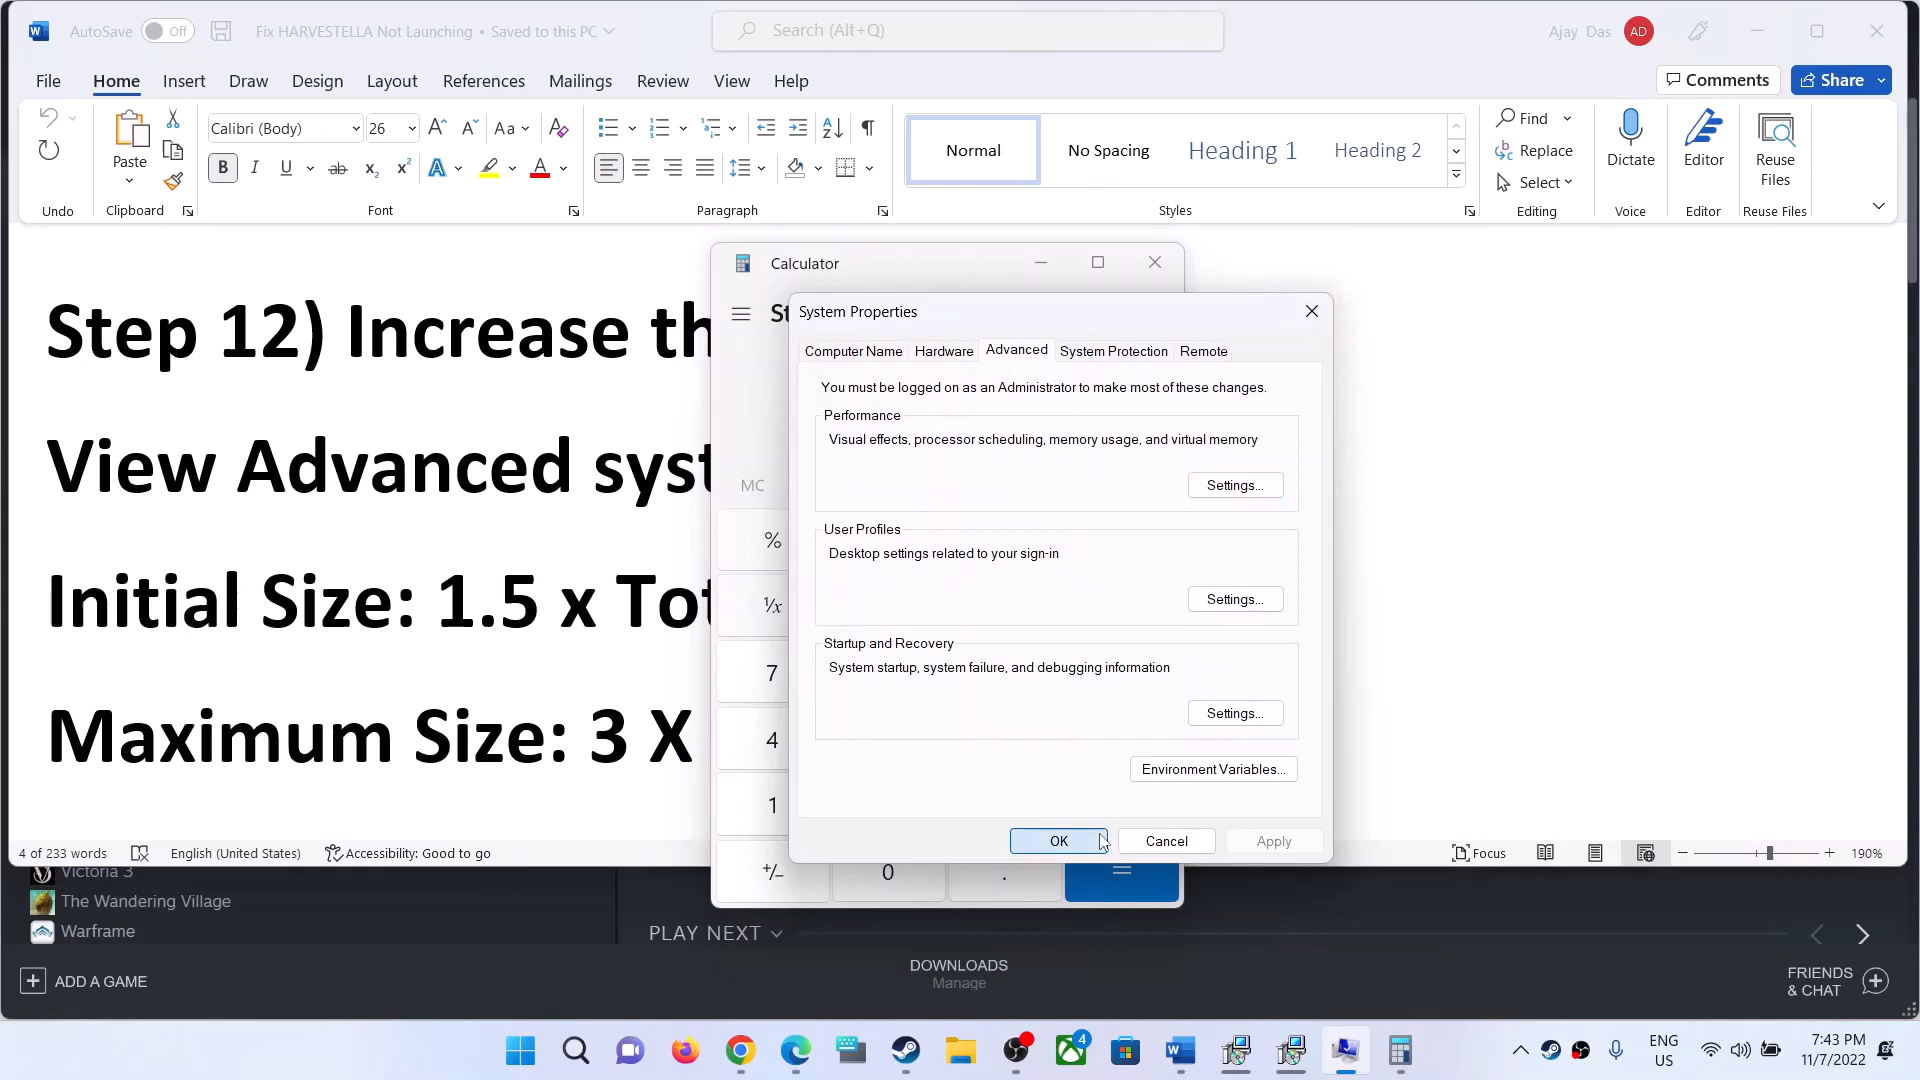 AutoSave Off Fix HARVESTELLA Not Launching • Saved to this PC Search (Alt+Q) Ajay Das AD
File Home Insert Draw Design Layout References Mailings Review View Help Comments Share
Calibri (Body) 26 Aa
Paste
B I U ab x₂ x² A A
Normal No Spacing Heading 1 Heading 2
Find
Replace
Select
Dictate
Editor
Reuse
Files
Undo Clipboard Font Paragraph Styles Editing Voice Editor Reuse Files
Calculator
St
System Properties
Computer Name Hardware Advanced System Protection Remote
You must be logged on as an Administrator to make most of these changes.
Performance
Visual effects, processor scheduling, memory usage, and virtual memory
Settings...
User Profiles
Desktop settings related to your sign-in
Settings...
Startup and Recovery
System startup, system failure, and debugging information
Settings...
Environment Variables...
OK Cancel Apply
MC
%
¹/x
7
4
1
+/− 0 . =
Step 12) Increase th
View Advanced syst
Initial Size: 1.5 x Tot
Maximum Size: 3 X
4 of 233 words English (United States) Accessibility: Good to go Focus 190%
Victoria 3
The Wandering Village
Warframe
PLAY NEXT
ADD A GAME
DOWNLOADS
Manage
FRIENDS
& CHAT
4
ENG
US
7:43 PM
11/7/2022